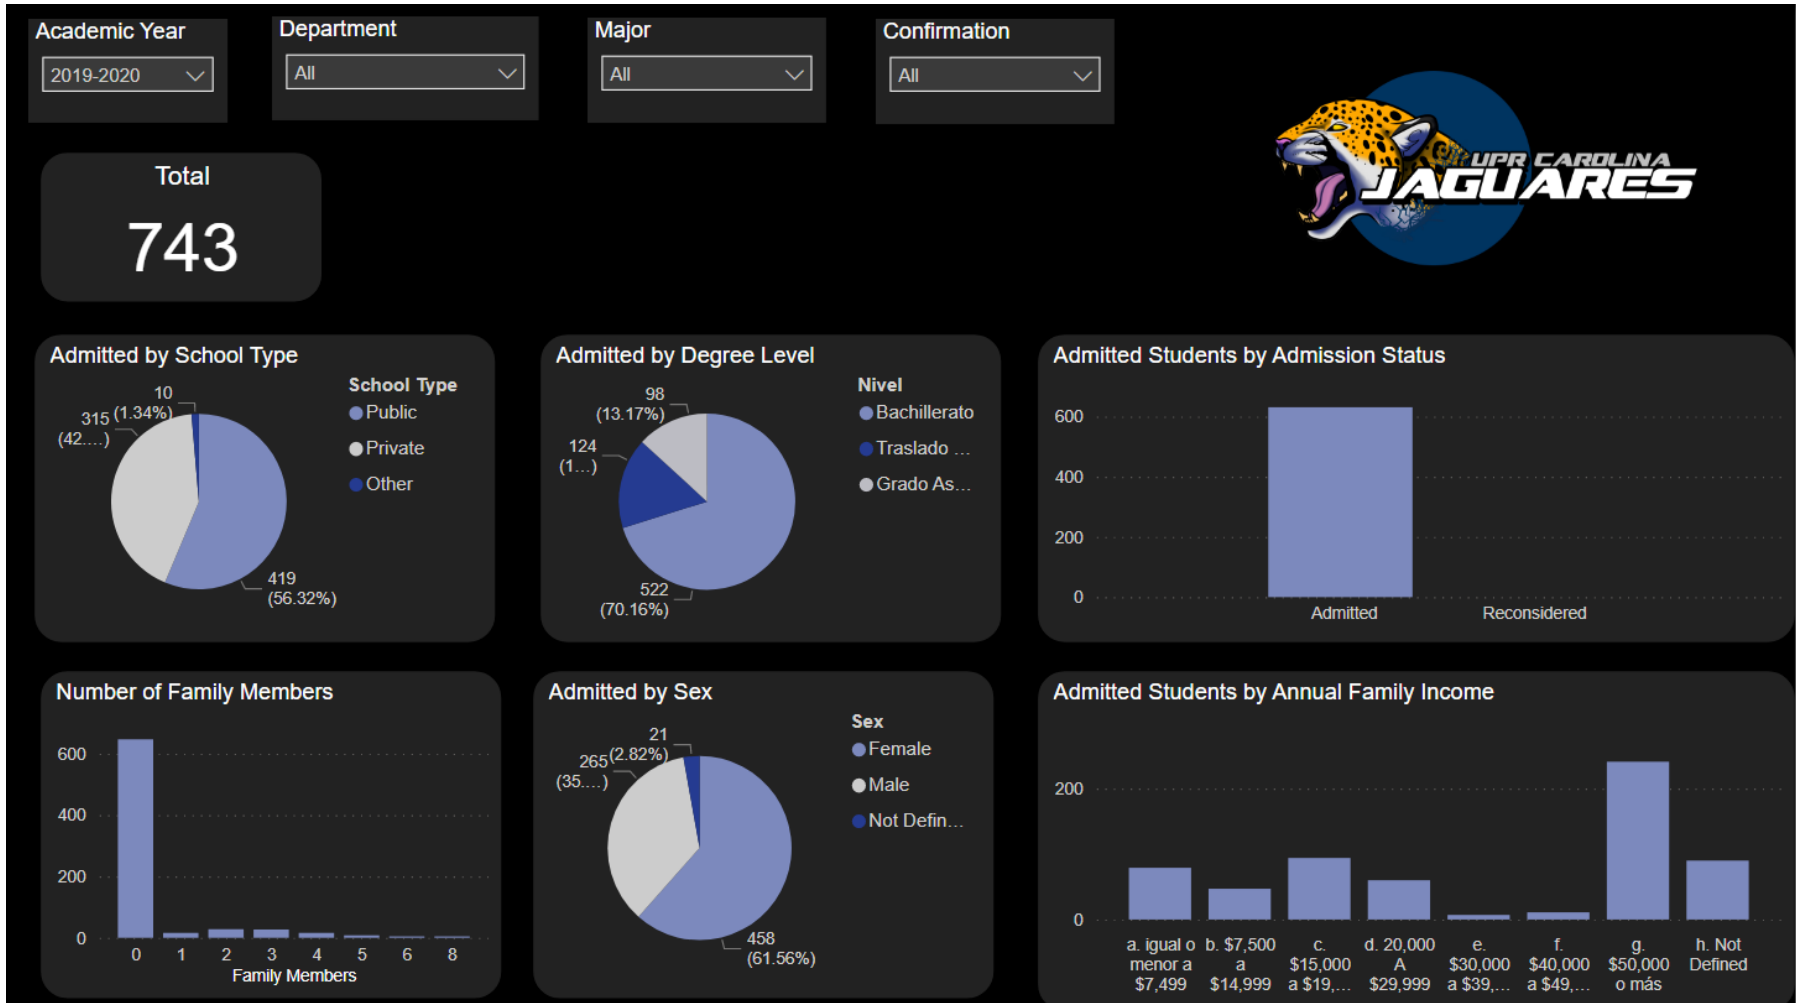 Academic Year
2019-2020
Department
All
Major
All
Confirmation
All
UPR CAROLINA
JAGUARES
Total
743
Admitted by School Type
10
(1.34%)
315
(42....)
419
(56.32%)
School Type
Public
Private
Other
Admitted by Degree Level
98
(13.17%)
124
(1...)
522
(70.16%)
Nivel
Bachillerato
Traslado ...
Grado As...
Admitted Students by Admission Status
600
400
200
0
Admitted
Reconsidered
Number of Family Members
600
400
200
0
0 1 2 3 4 5 6 8
Family Members
Admitted by Sex
21
(2.82%)
265
(35....)
458
(61.56%)
Sex
Female
Male
Not Defin...
Admitted Students by Annual Family Income
200
0
a. igual o
menor a
$7,499
b. $7,500
a
$14,999
c.
$15,000
a $19,...
d. 20,000
A
$29,999
e.
$30,000
a $39,...
f.
$40,000
a $49,...
g.
$50,000
o más
h. Not
Defined